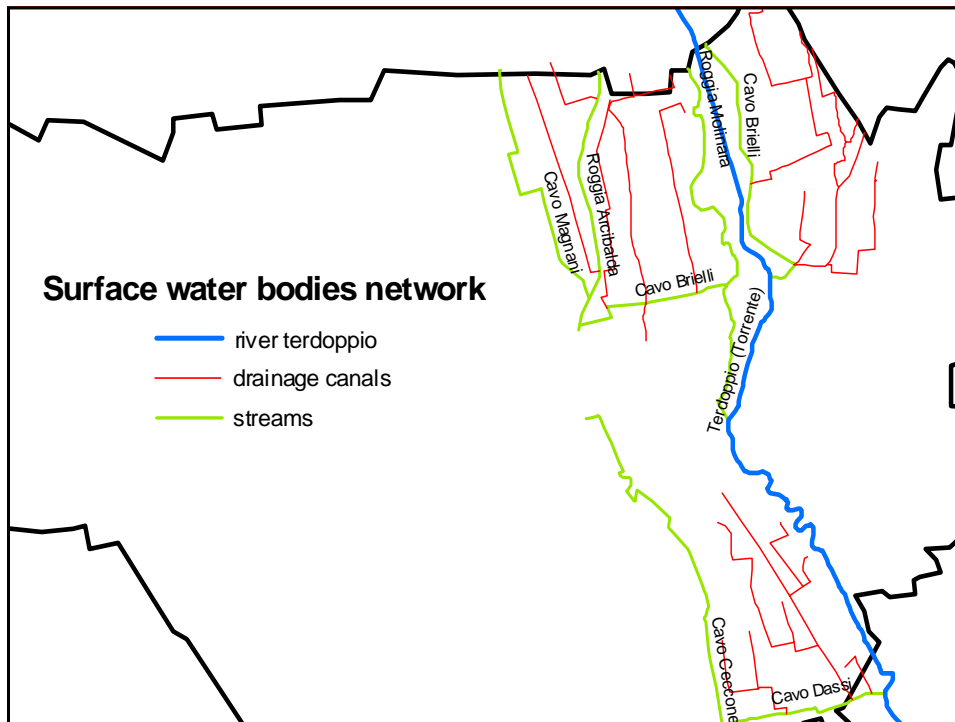 Roggia Molinaia
Cavo Brielli
Cavo Magnani
Roggia Arcibalda
Cavo Brielli
Terdoppio (Torrente)
Surface water bodies network
river terdoppio
drainage canals
streams
Cavo Ceccone
Cavo Dassi